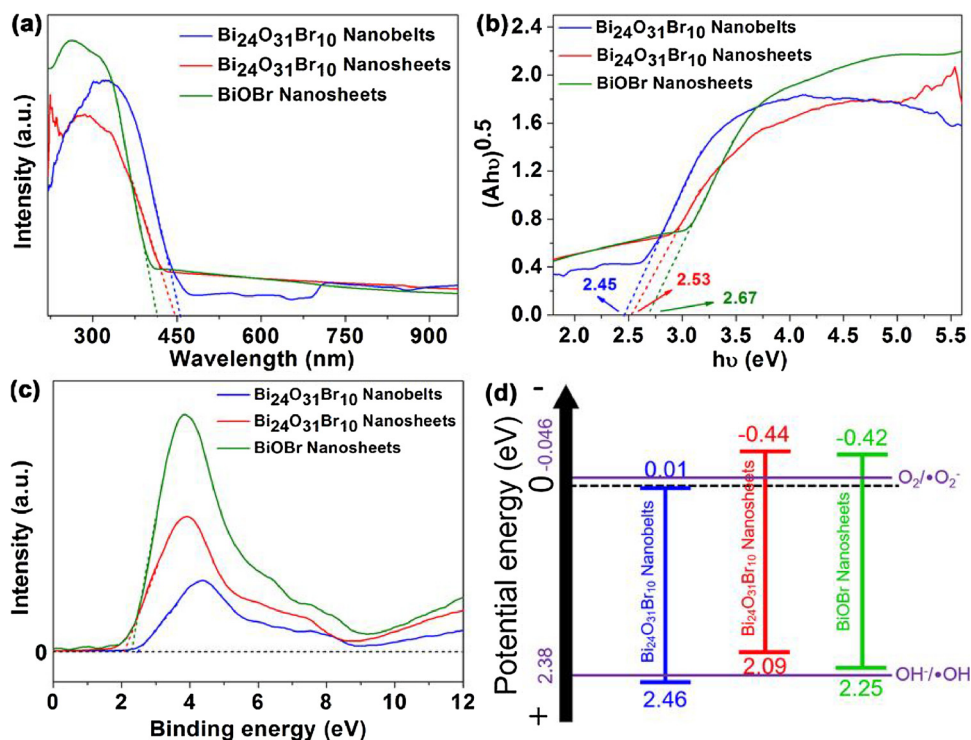 (a)
Bi24O31Br10 Nanobelts
Bi24O31Br10 Nanosheets
BiOBr Nanosheets
Intensity (a.u.)
300 450 600 750 900
Wavelength (nm)
(b)
Bi24O31Br10 Nanobelts
Bi24O31Br10 Nanosheets
BiOBr Nanosheets
(Ahυ)0.5
2.4
2.0
1.6
1.2
0.8
0.4
0.0
2.45
2.53
2.67
2.0 2.5 3.0 3.5 4.0 4.5 5.0 5.5
hυ (eV)
(c)
Bi24O31Br10 Nanobelts
Bi24O31Br10 Nanosheets
BiOBr Nanosheets
Intensity (a.u.)
0
0 2 4 6 8 10 12
Binding energy (eV)
(d)
-
Potential energy (eV)
-0.046
0
2.38
+
0.01
Bi24O31Br10 Nanobelts
2.46
-0.44
Bi24O31Br10 Nanosheets
2.09
-0.42
BiOBr Nanosheets
2.25
O2/•O2-
OH-/•OH